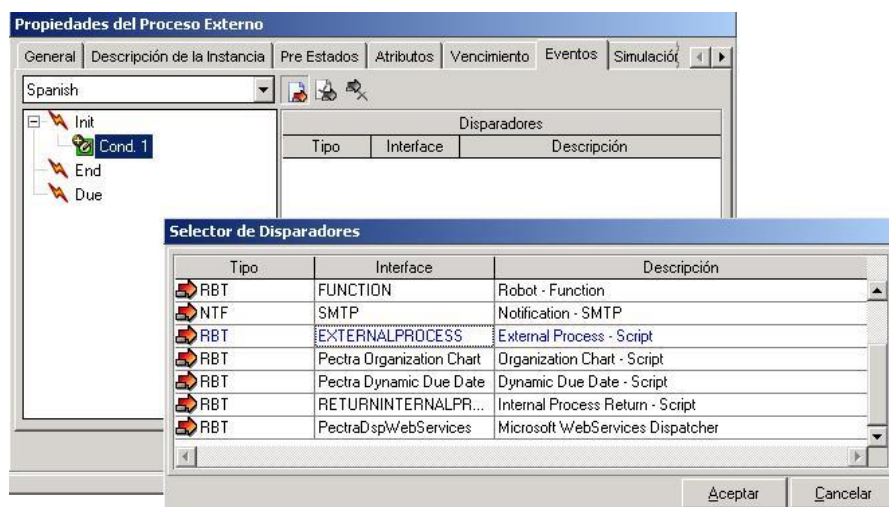 Propiedades del Proceso Externo
General Descripción de la Instancia Pre Estados Atributos Vencimiento Eventos Simulación
Spanish
Init
Cond. 1
End
Due
Disparadores
Tipo Interface Descripción
Selector de Disparadores
Tipo Interface Descripción
RBT FUNCTION Robot - Function
NTF SMTP Notification - SMTP
RBT EXTERNALPROCESS External Process - Script
RBT Pectra Organization Chart Organization Chart - Script
RBT Pectra Dynamic Due Date Dynamic Due Date - Script
RBT RETURNINTERNALPR... Internal Process Return - Script
RBT PectraDspWebServices Microsoft WebServices Dispatcher
Aceptar Cancelar